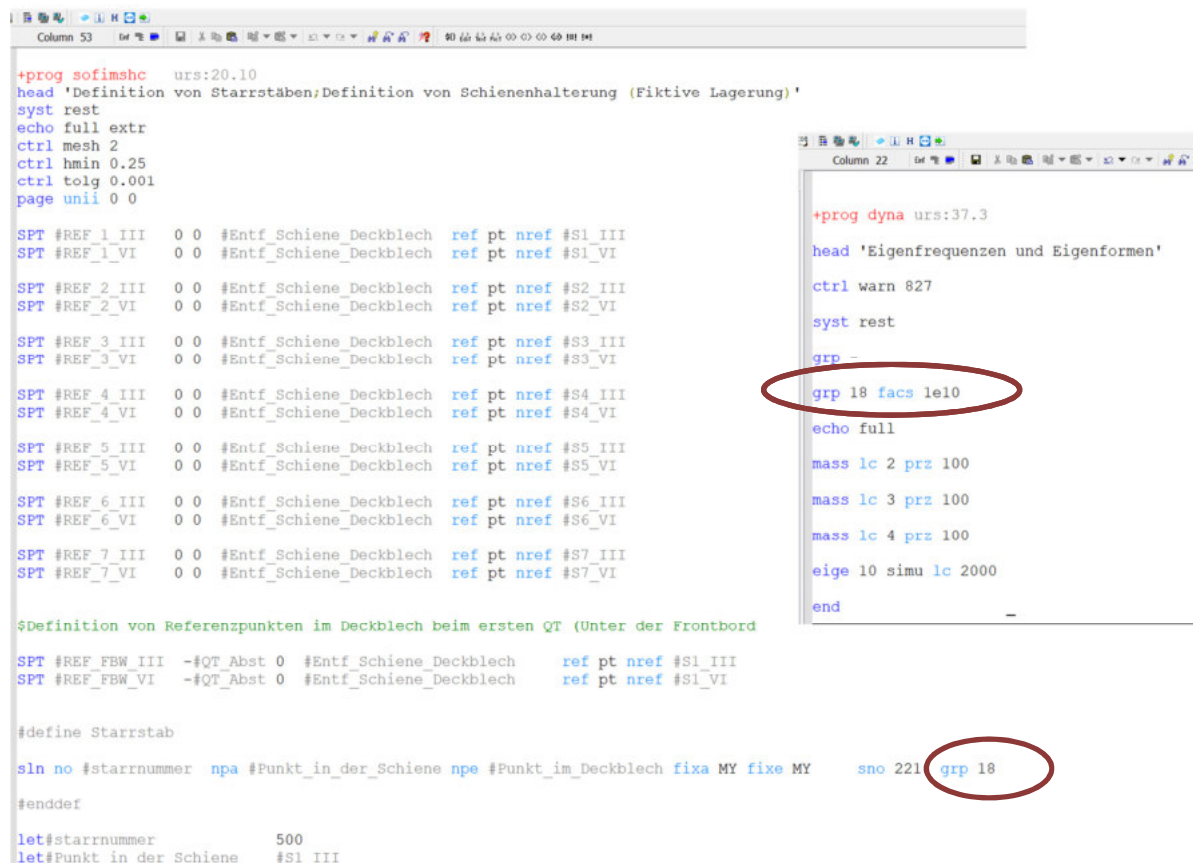 Column 53
+prog sofimshc urs:20.10
head 'Definition von Starrstäben;Definition von Schienenhalterung (Fiktive Lagerung)'
syst rest
echo full extr
ctrl mesh 2
ctrl hmin 0.25
ctrl tolg 0.001
page unii 0 0
SPT #REF_1_III 0 0 #Entf_Schiene_Deckblech ref pt nref #S1_III
SPT #REF_1_VI 0 0 #Entf_Schiene_Deckblech ref pt nref #S1_VI
SPT #REF_2_III 0 0 #Entf_Schiene_Deckblech ref pt nref #S2_III
SPT #REF_2_VI 0 0 #Entf_Schiene_Deckblech ref pt nref #S2_VI
SPT #REF_3_III 0 0 #Entf_Schiene_Deckblech ref pt nref #S3_III
SPT #REF_3_VI 0 0 #Entf_Schiene_Deckblech ref pt nref #S3_VI
SPT #REF_4_III 0 0 #Entf_Schiene_Deckblech ref pt nref #S4_III
SPT #REF_4_VI 0 0 #Entf_Schiene_Deckblech ref pt nref #S4_VI
SPT #REF_5_III 0 0 #Entf_Schiene_Deckblech ref pt nref #S5_III
SPT #REF_5_VI 0 0 #Entf_Schiene_Deckblech ref pt nref #S5_VI
SPT #REF_6_III 0 0 #Entf_Schiene_Deckblech ref pt nref #S6_III
SPT #REF_6_VI 0 0 #Entf_Schiene_Deckblech ref pt nref #S6_VI
SPT #REF_7_III 0 0 #Entf_Schiene_Deckblech ref pt nref #S7_III
SPT #REF_7_VI 0 0 #Entf_Schiene_Deckblech ref pt nref #S7_VI
$Definition von Referenzpunkten im Deckblech beim ersten QT (Unter der Frontbord
SPT #REF_FBW_III -#QT_Abst 0 #Entf_Schiene_Deckblech ref pt nref #S1_III
SPT #REF_FBW_VI -#QT_Abst 0 #Entf_Schiene_Deckblech ref pt nref #S1_VI
#define Starrstab
sln no #starrnummer npa #Punkt_in_der_Schiene npe #Punkt_im_Deckblech fixa MY fixe MY sno 221 grp 18
#enddef
let#starrnummer 500
let#Punkt_in_der_Schiene #S1_III
Column 22
+prog dyna urs:37.3
head 'Eigenfrequenzen und Eigenformen'
ctrl warn 827
syst rest
grp -
grp 18 facs 1e10
echo full
mass lc 2 prz 100
mass lc 3 prz 100
mass lc 4 prz 100
eige 10 simu lc 2000
end